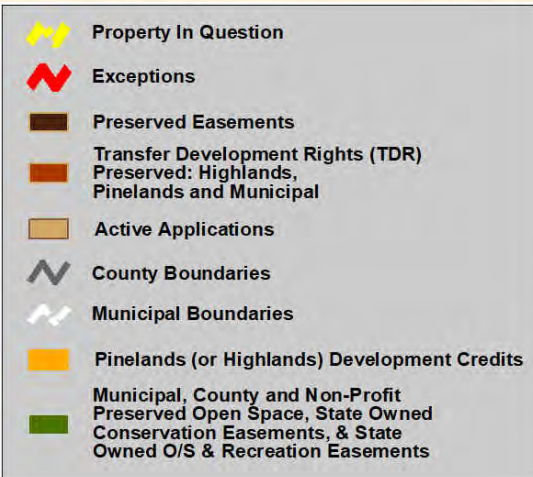 Property In Question
Exceptions
Preserved Easements
Transfer Development Rights (TDR)
Preserved: Highlands,
Pinelands and Municipal
Active Applications
County Boundaries
Municipal Boundaries
Pinelands (or Highlands) Development Credits
Municipal, County and Non-Profit
Preserved Open Space, State Owned
Conservation Easements, & State
Owned O/S & Recreation Easements